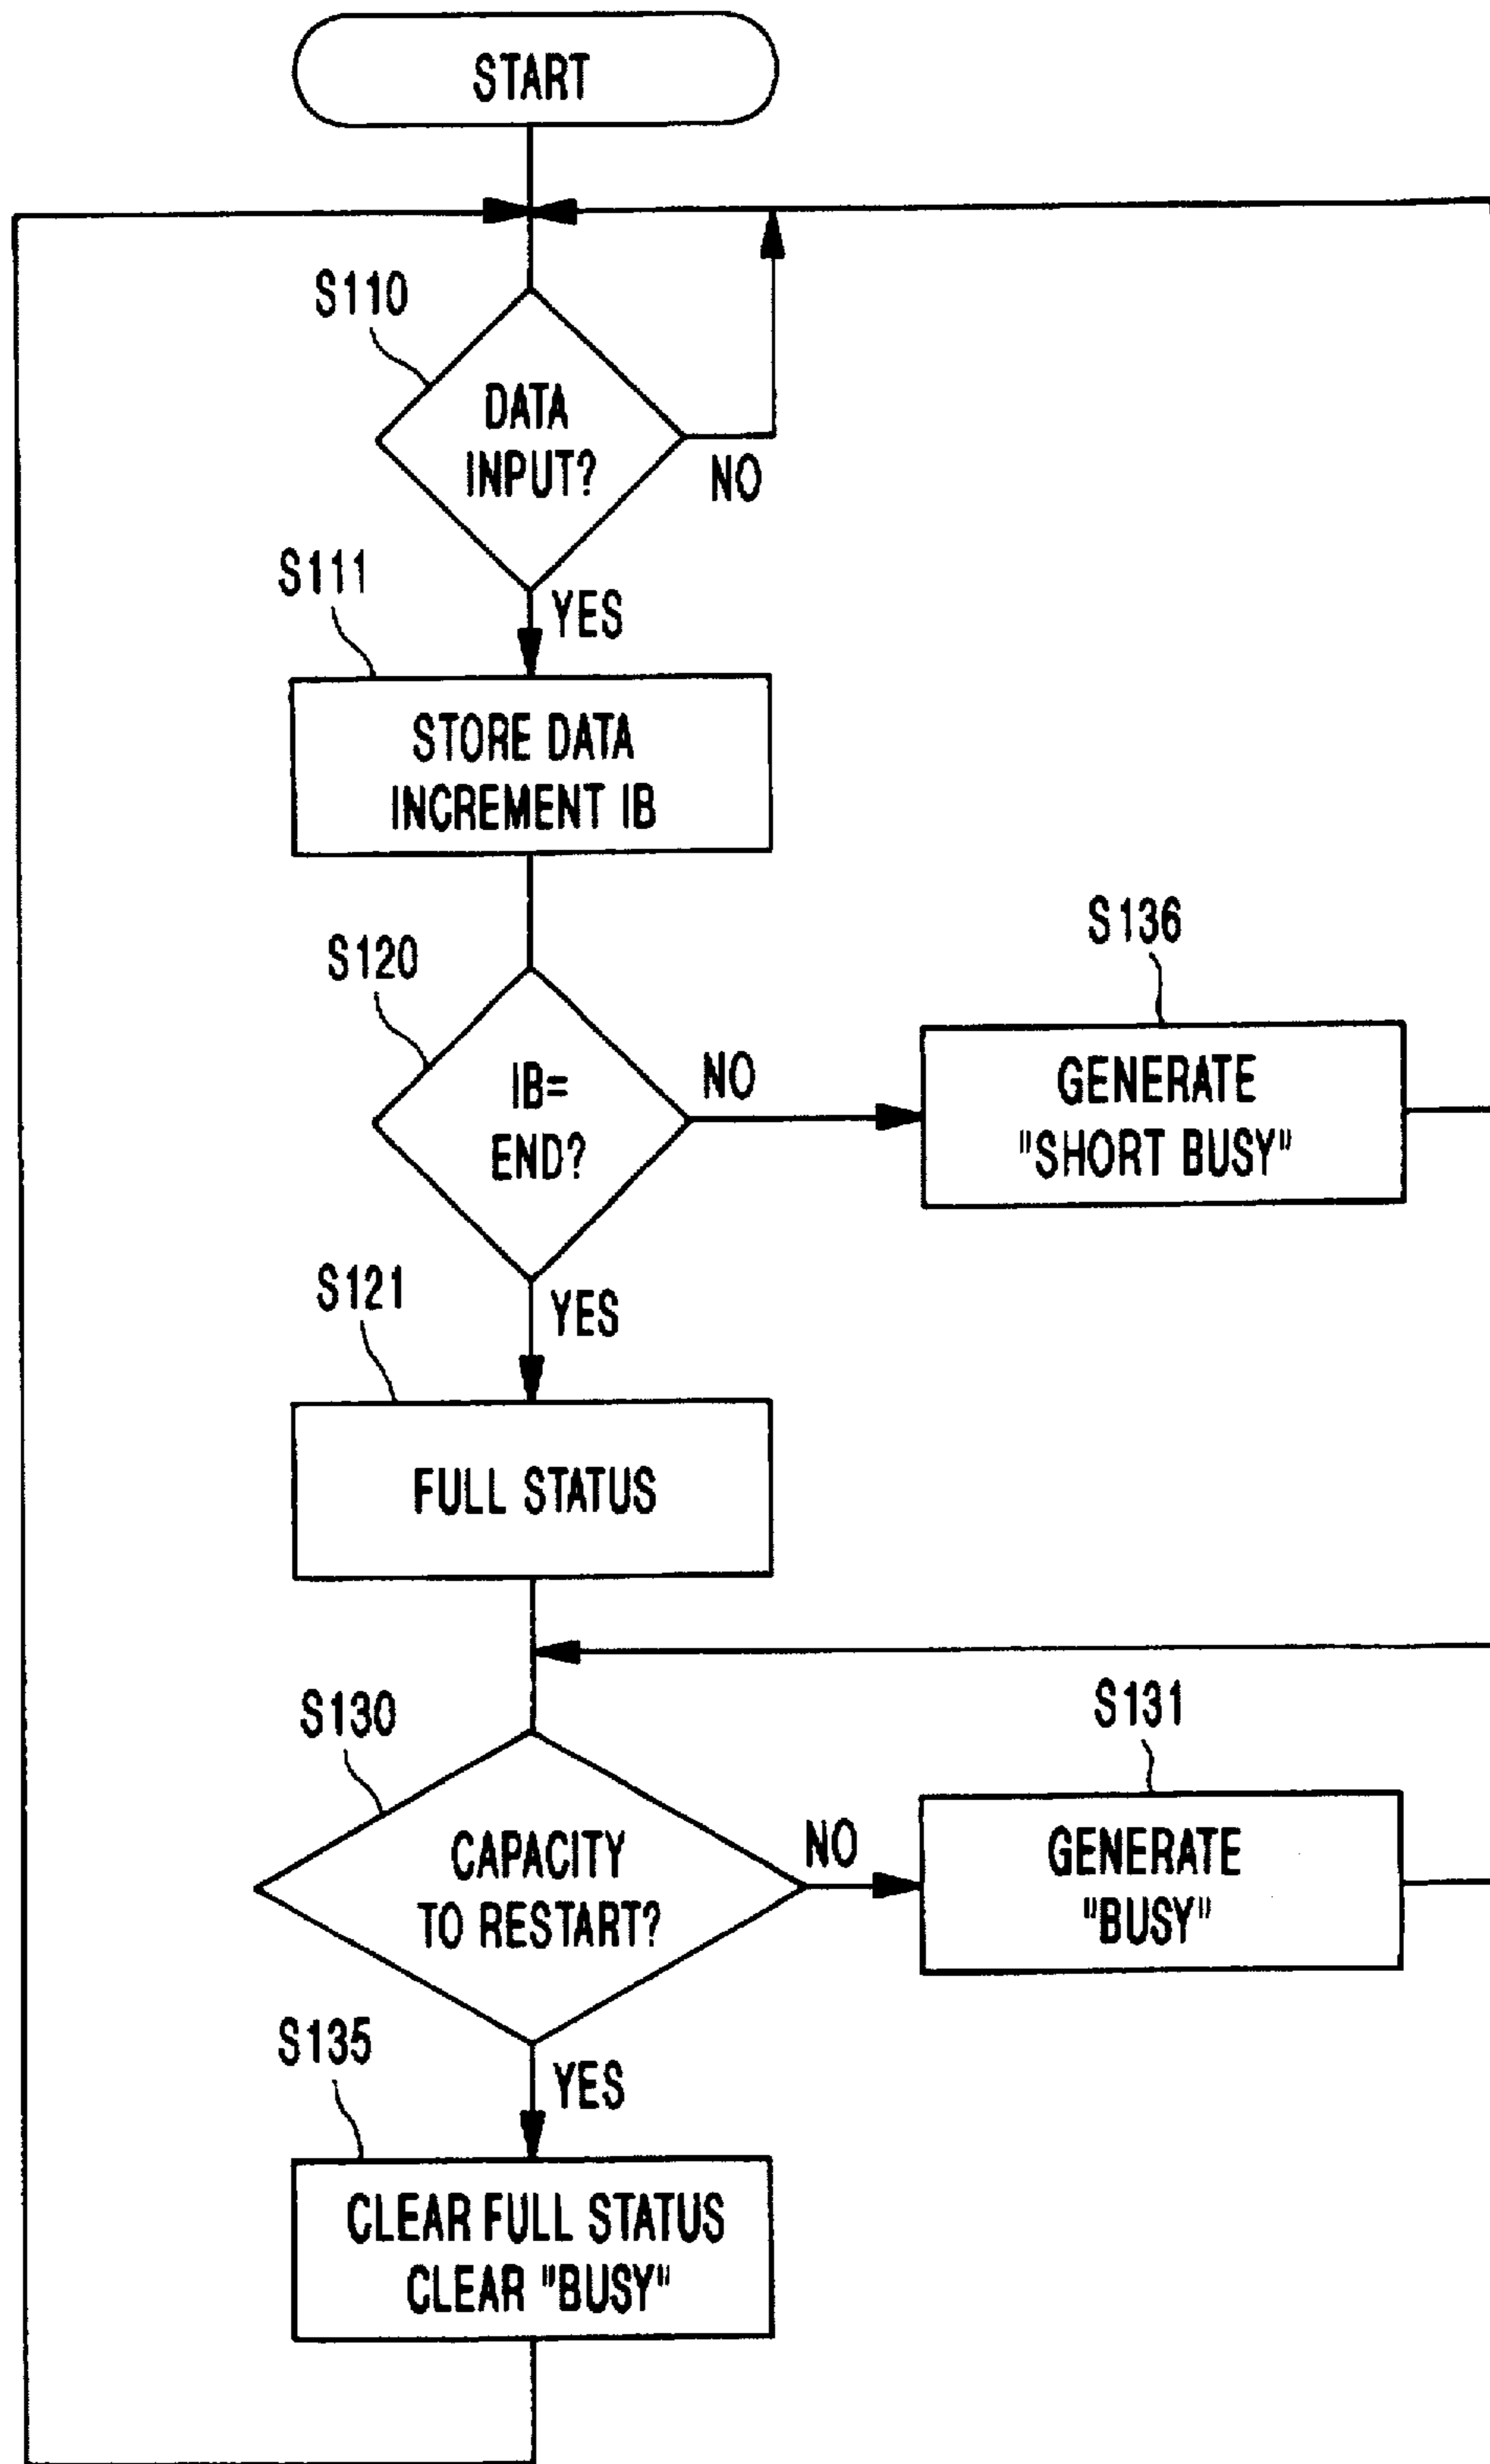 START
S110
DATA
INPUT?
NO
S111
YES
STORE DATA
INCREMENT IB
S120
IB=
END?
NO
S136
GENERATE
"SHORT BUSY"
S121
YES
FULL STATUS
S130
CAPACITY
TO RESTART?
NO
S131
GENERATE
"BUSY"
S135
YES
CLEAR FULL STATUS
CLEAR "BUSY"